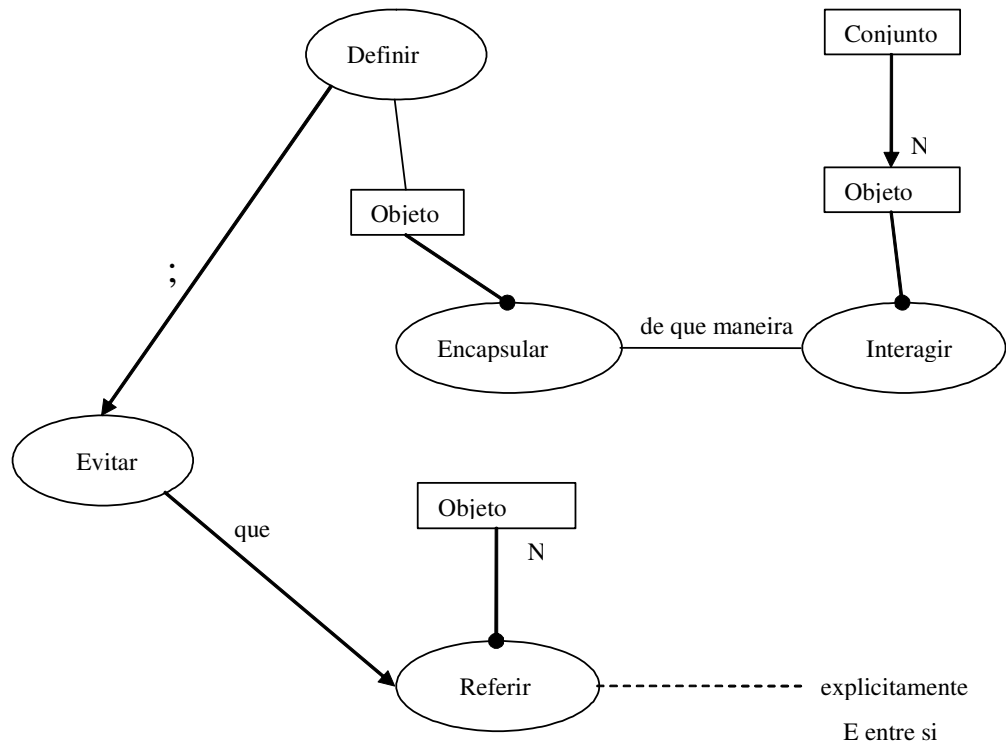 Definir
Conjunto
N
Objeto
Objeto
;
de que maneira
Encapsular
Interagir
Evitar
Objeto
que
N
Referir
explicitamente
E entre si